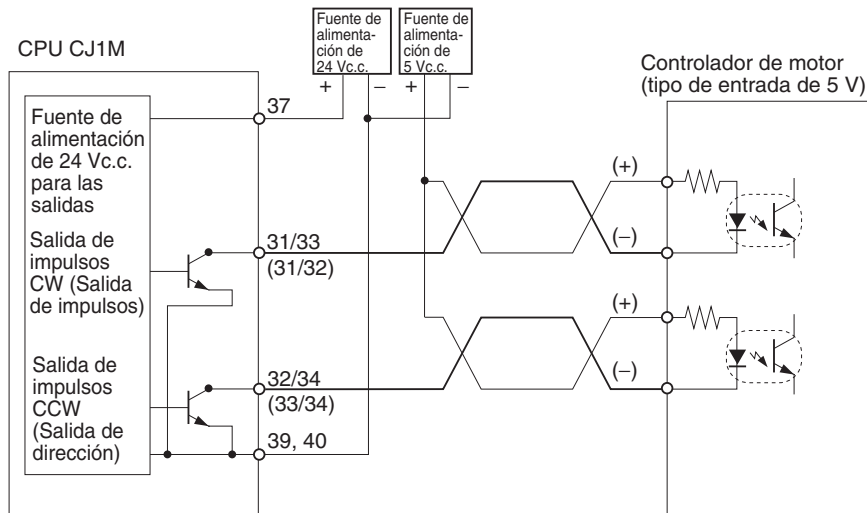 CPU CJ1M
Fuente de
alimenta-
ción de
24 Vc.c.
Fuente de
alimenta-
ción de
5 Vc.c.
+
−
+
−
Controlador de motor
(tipo de entrada de 5 V)
Fuente de
alimentación
de 24 Vc.c.
para las
salidas
37
Salida de
impulsos
CW (Salida
de impulsos)
31/33
(31/32)
(+)
(−)
Salida de
impulsos
CCW
(Salida de
dirección)
32/34
(33/34)
39, 40
(+)
(−)